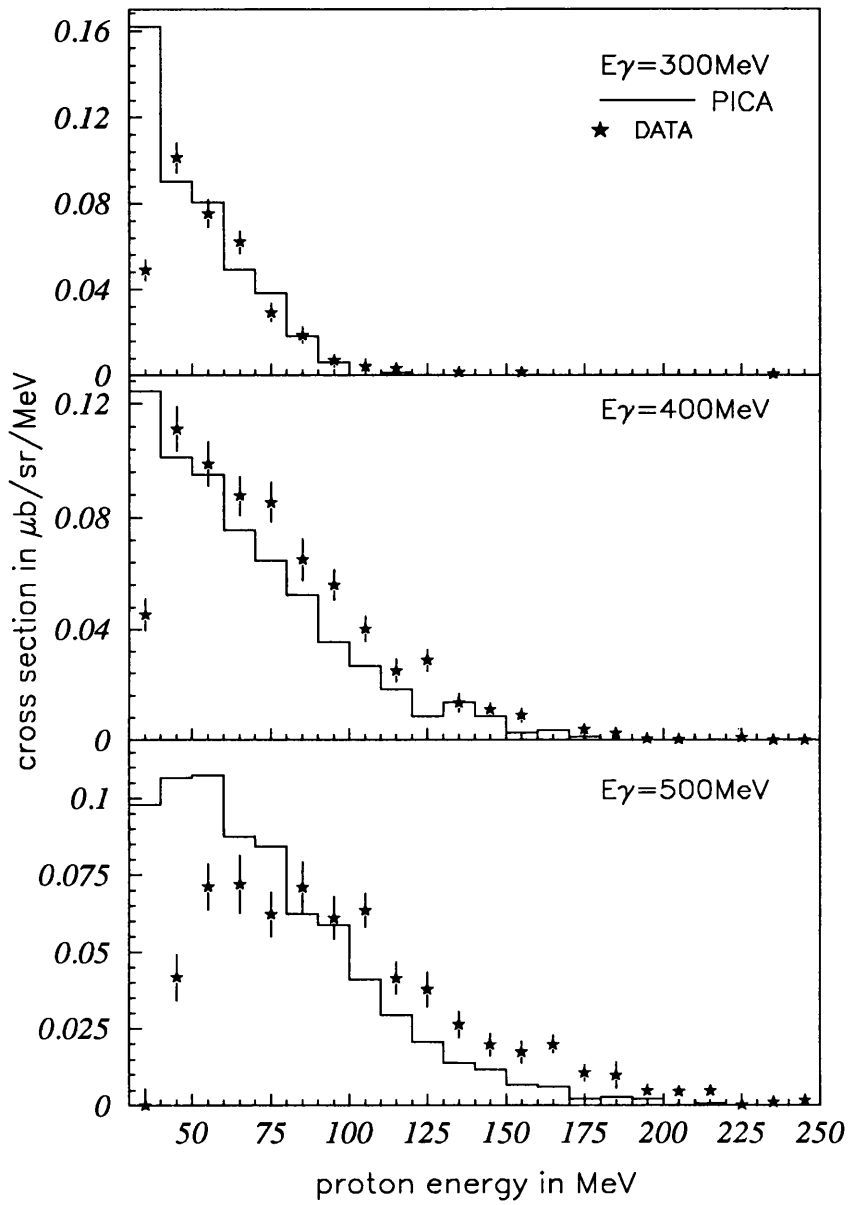 0.16
0.12
0.08
0.04
0
Eγ=300MeV
PICA
DATA
0.12
0.08
0.04
0
Eγ=400MeV
0.1
0.075
0.05
0.025
0
Eγ=500MeV
50 75 100 125 150 175 200 225 250
proton energy in MeV
cross section in μb/sr/MeV